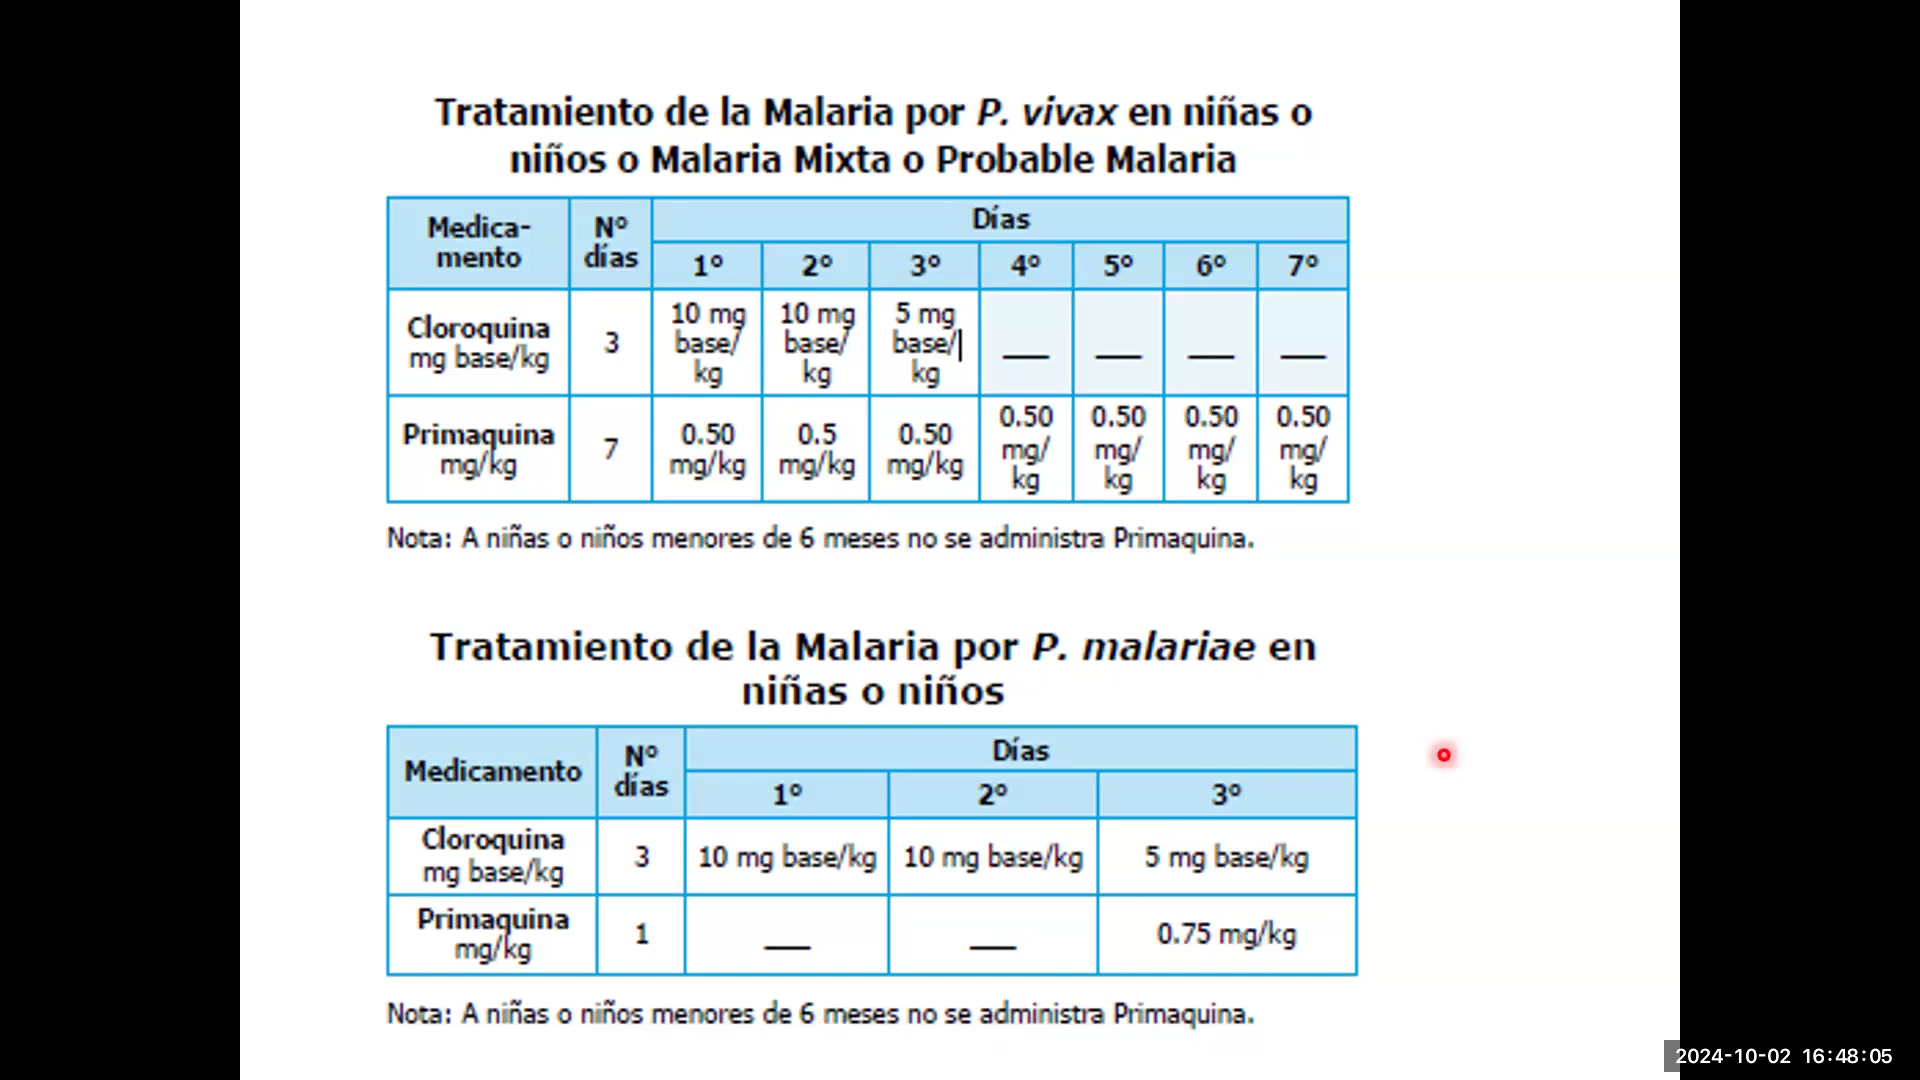 Tratamiento de la Malaria por P. vivax en niñas o
niños o Malaria Mixta o Probable Malaria
Medica-
mento
Nº
días
Días
1º 2º 3º 4º 5º 6º 7º
Cloroquina
mg base/kg
3
10 mg
base/
kg
10 mg
base/
kg
5 mg
base/
kg
Primaquina
mg/kg
7
0.50
mg/kg
0.5
mg/kg
0.50
mg/kg
0.50
mg/
kg
0.50
mg/
kg
0.50
mg/
kg
0.50
mg/
kg
Nota: A niñas o niños menores de 6 meses no se administra Primaquina.
Tratamiento de la Malaria por P. malariae en
niñas o niños
Medicamento
Nº
días
Días
1º 2º 3º
Cloroquina
mg base/kg
3
10 mg base/kg
10 mg base/kg
5 mg base/kg
Primaquina
mg/kg
1
0.75 mg/kg
Nota: A niñas o niños menores de 6 meses no se administra Primaquina.
2024-10-02 16:48:05